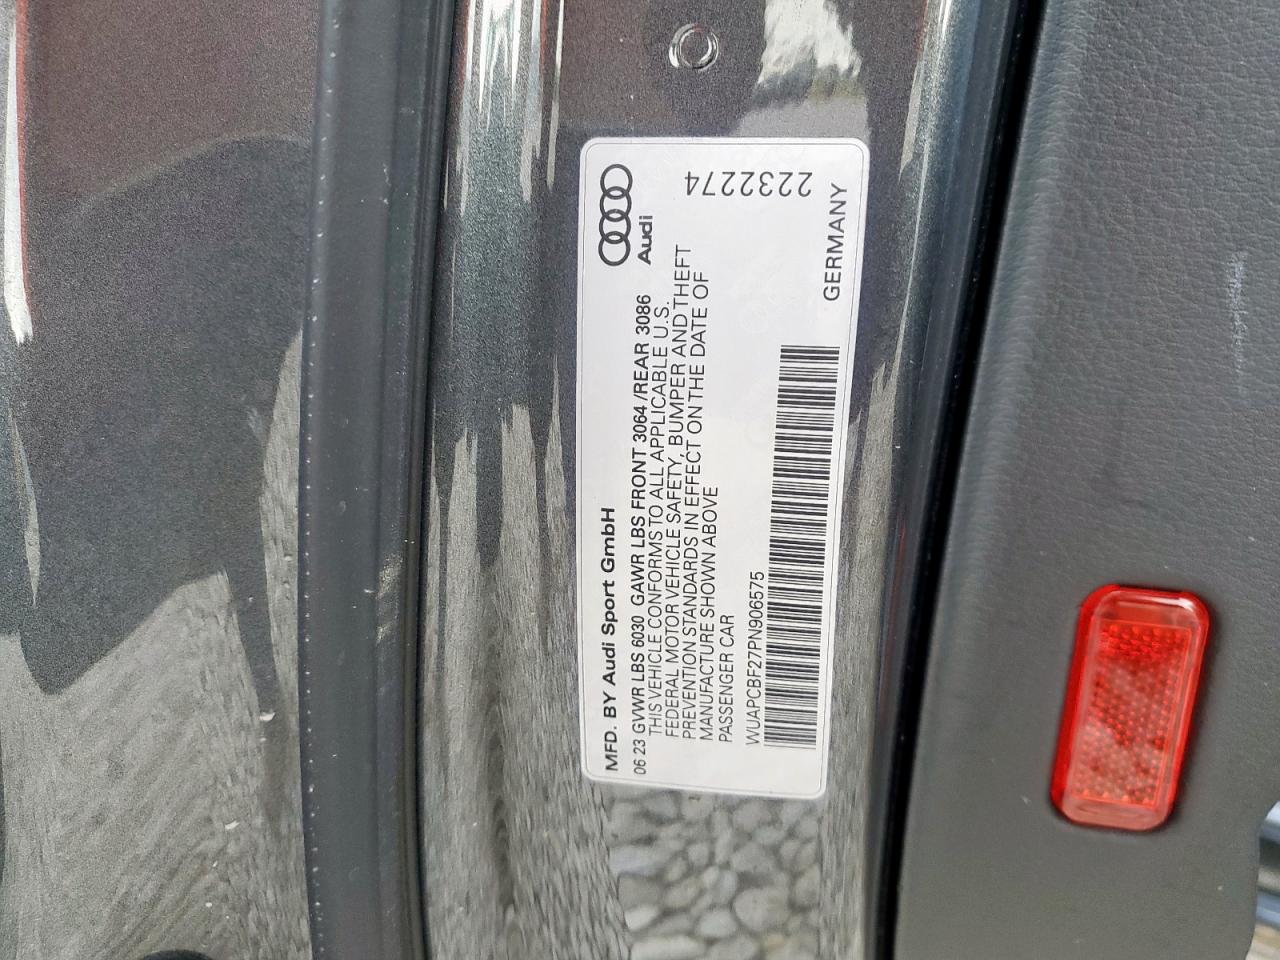 MFD. BY Audi Sport GmbH
Audi
06 23 GVWR LBS 6030 GAWR LBS FRONT 3064 /REAR 3086
THIS VEHICLE CONFORMS TO ALL APPLICABLE U.S.
FEDERAL MOTOR VEHICLE SAFETY, BUMPER AND THEFT
PREVENTION STANDARDS IN EFFECT ON THE DATE OF
MANUFACTURE SHOWN ABOVE
PASSENGER CAR
WUAPCBF27PN906575
GERMANY
2232274